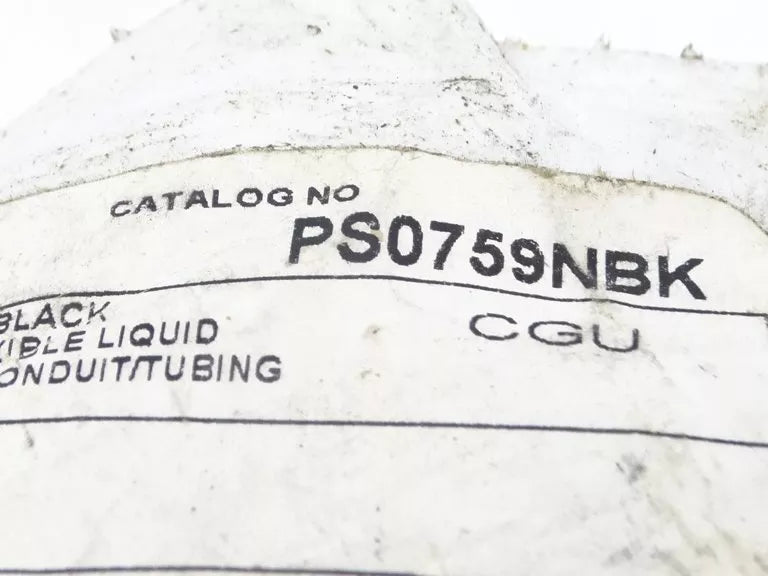 CATALOG NO
PS0759NBK
BLACK
CGU
XIBLE LIQUID
ONDUIT/TUBING